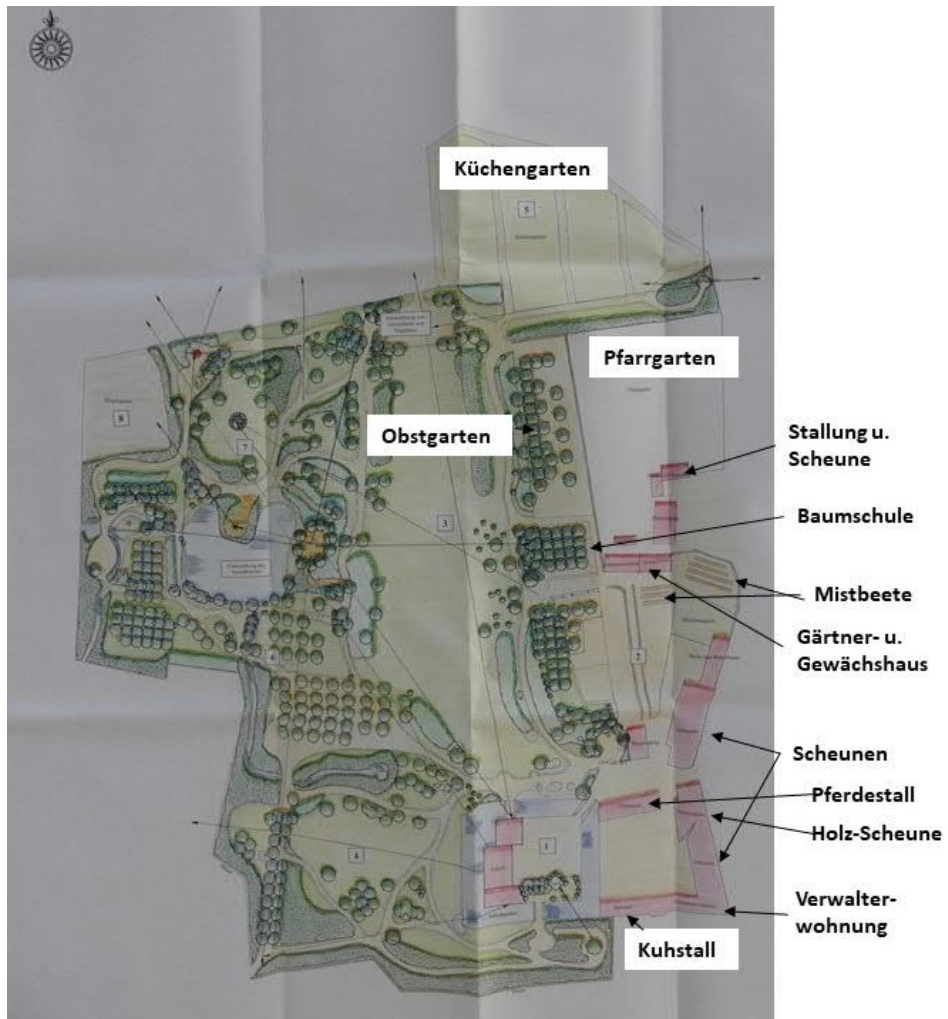 Küchengarten
5
Pfarrgarten
8
7
Obstgarten
Stallung u.
Scheune
3
Baumschule
Mistbeete
Gärtner- u.
Gewächshaus
2
6
Scheunen
Pferdestall
Holz-Scheune
4
1
Verwalter-
wohnung
Kuhstall